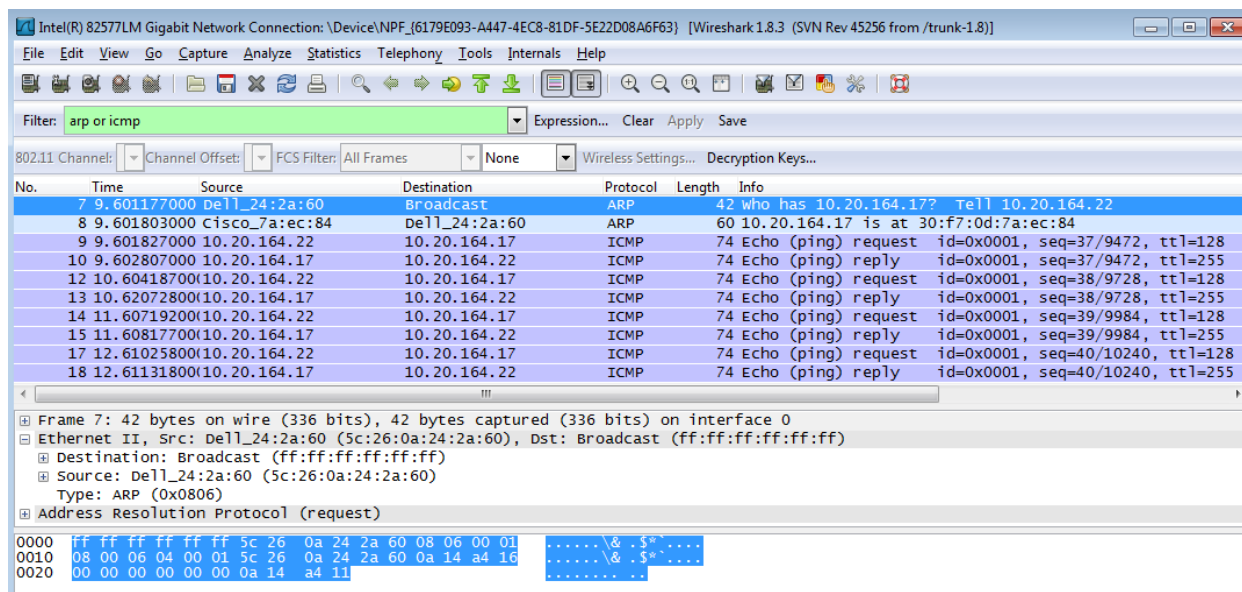 Intel(R) 82577LM Gigabit Network Connection: \Device\NPF_{6179E093-A447-4EC8-81DF-5E22D08A6F63} [Wireshark 1.8.3 (SVN Rev 45256 from /trunk-1.8)]
File Edit View Go Capture Analyze Statistics Telephony Tools Internals Help
Filter: arp or icmp Expression... Clear Apply Save
802.11 Channel: Channel Offset: FCS Filter: All Frames None Wireless Settings... Decryption Keys...
No. Time Source Destination Protocol Length Info
7 9.601177000 Dell_24:2a:60 Broadcast ARP 42 Who has 10.20.164.17? Tell 10.20.164.22
8 9.601803000 Cisco_7a:ec:84 Dell_24:2a:60 ARP 60 10.20.164.17 is at 30:f7:0d:7a:ec:84
9 9.601827000 10.20.164.22 10.20.164.17 ICMP 74 Echo (ping) request id=0x0001, seq=37/9472, ttl=128
10 9.602807000 10.20.164.17 10.20.164.22 ICMP 74 Echo (ping) reply id=0x0001, seq=37/9472, ttl=255
12 10.60418700(10.20.164.22 10.20.164.17 ICMP 74 Echo (ping) request id=0x0001, seq=38/9728, ttl=128
13 10.62072800(10.20.164.17 10.20.164.22 ICMP 74 Echo (ping) reply id=0x0001, seq=38/9728, ttl=255
14 11.60719200(10.20.164.22 10.20.164.17 ICMP 74 Echo (ping) request id=0x0001, seq=39/9984, ttl=128
15 11.60817700(10.20.164.17 10.20.164.22 ICMP 74 Echo (ping) reply id=0x0001, seq=39/9984, ttl=255
17 12.61025800(10.20.164.22 10.20.164.17 ICMP 74 Echo (ping) request id=0x0001, seq=40/10240, ttl=128
18 12.61131800(10.20.164.17 10.20.164.22 ICMP 74 Echo (ping) reply id=0x0001, seq=40/10240, ttl=255
Frame 7: 42 bytes on wire (336 bits), 42 bytes captured (336 bits) on interface 0
Ethernet II, Src: Dell_24:2a:60 (5c:26:0a:24:2a:60), Dst: Broadcast (ff:ff:ff:ff:ff:ff)
Destination: Broadcast (ff:ff:ff:ff:ff:ff)
Source: Dell_24:2a:60 (5c:26:0a:24:2a:60)
Type: ARP (0x0806)
Address Resolution Protocol (request)
0000 ff ff ff ff ff ff 5c 26 0a 24 2a 60 08 06 00 01 ......\& .$*`....
0010 08 00 06 04 00 01 5c 26 0a 24 2a 60 0a 14 a4 16 ......\& .$*`....
0020 00 00 00 00 00 00 0a 14 a4 11 ........ ..